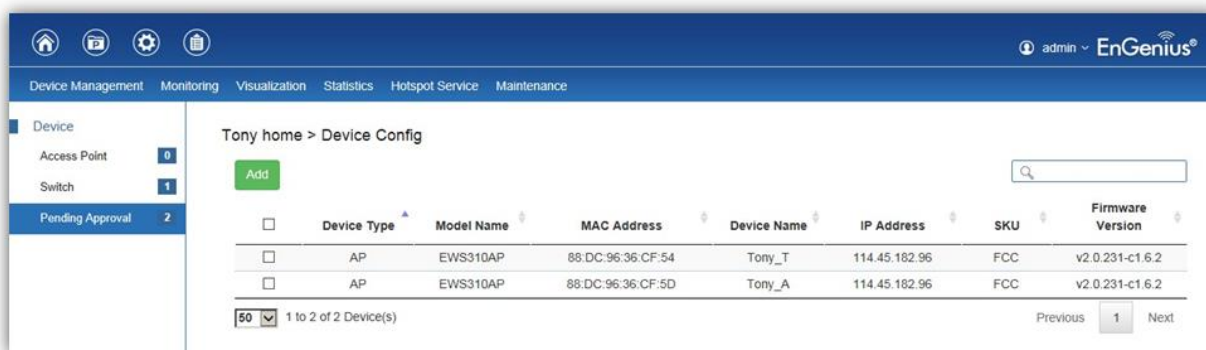 admin EnGenius®
Device Management Monitoring Visualization Statistics Hotspot Service Maintenance
Device
Access Point 0
Switch 1
Pending Approval 2
Tony home > Device Config
Add
Device Type Model Name MAC Address Device Name IP Address SKU Firmware Version
AP EWS310AP 88:DC:96:36:CF:54 Tony_T 114.45.182.96 FCC v2.0.231-c1.6.2
AP EWS310AP 88:DC:96:36:CF:5D Tony_A 114.45.182.96 FCC v2.0.231-c1.6.2
50 1 to 2 of 2 Device(s) Previous 1 Next